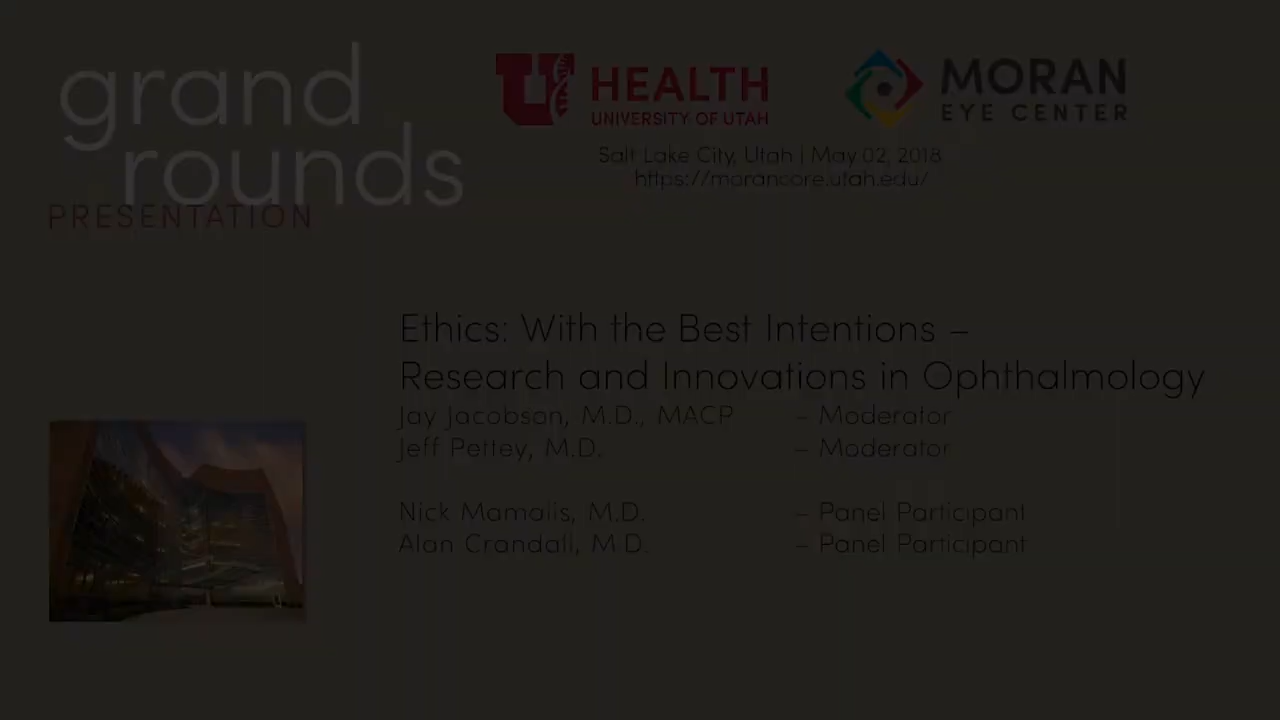 grand
rounds
PRESENTATION
U HEALTH
UNIVERSITY OF UTAH
MORAN
EYE CENTER
Salt Lake City, Utah | May 02, 2018
https://morancore.utah.edu/
Ethics: With the Best Intentions –
Research and Innovations in Ophthalmology
Jay Jacobson, M.D., MACP – Moderator
Jeff Pettey, M.D. – Moderator
Nick Mamalis, M.D. – Panel Participant
Alan Crandall, M.D. – Panel Participant